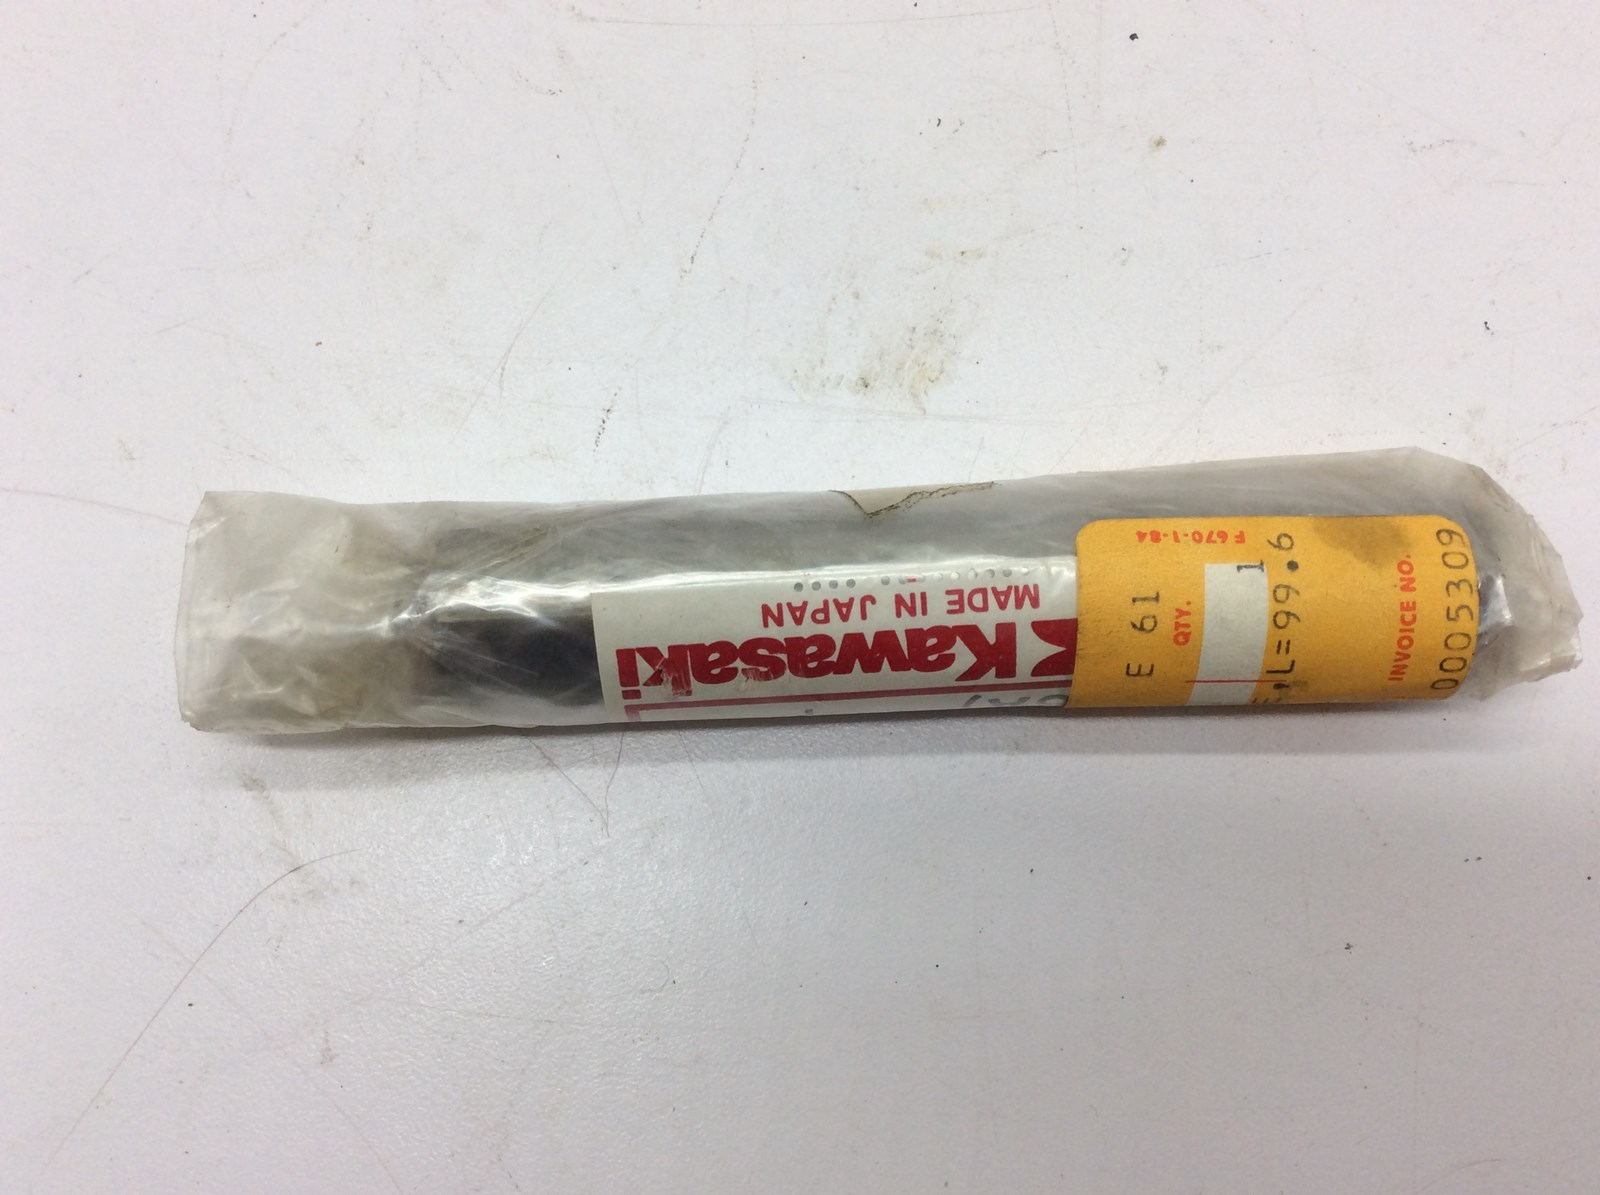 Kawasaki
MADE IN JAPAN
F 670-1-84
E 61
QTY.
1
,L=99.6
INVOICE NO.
0005309